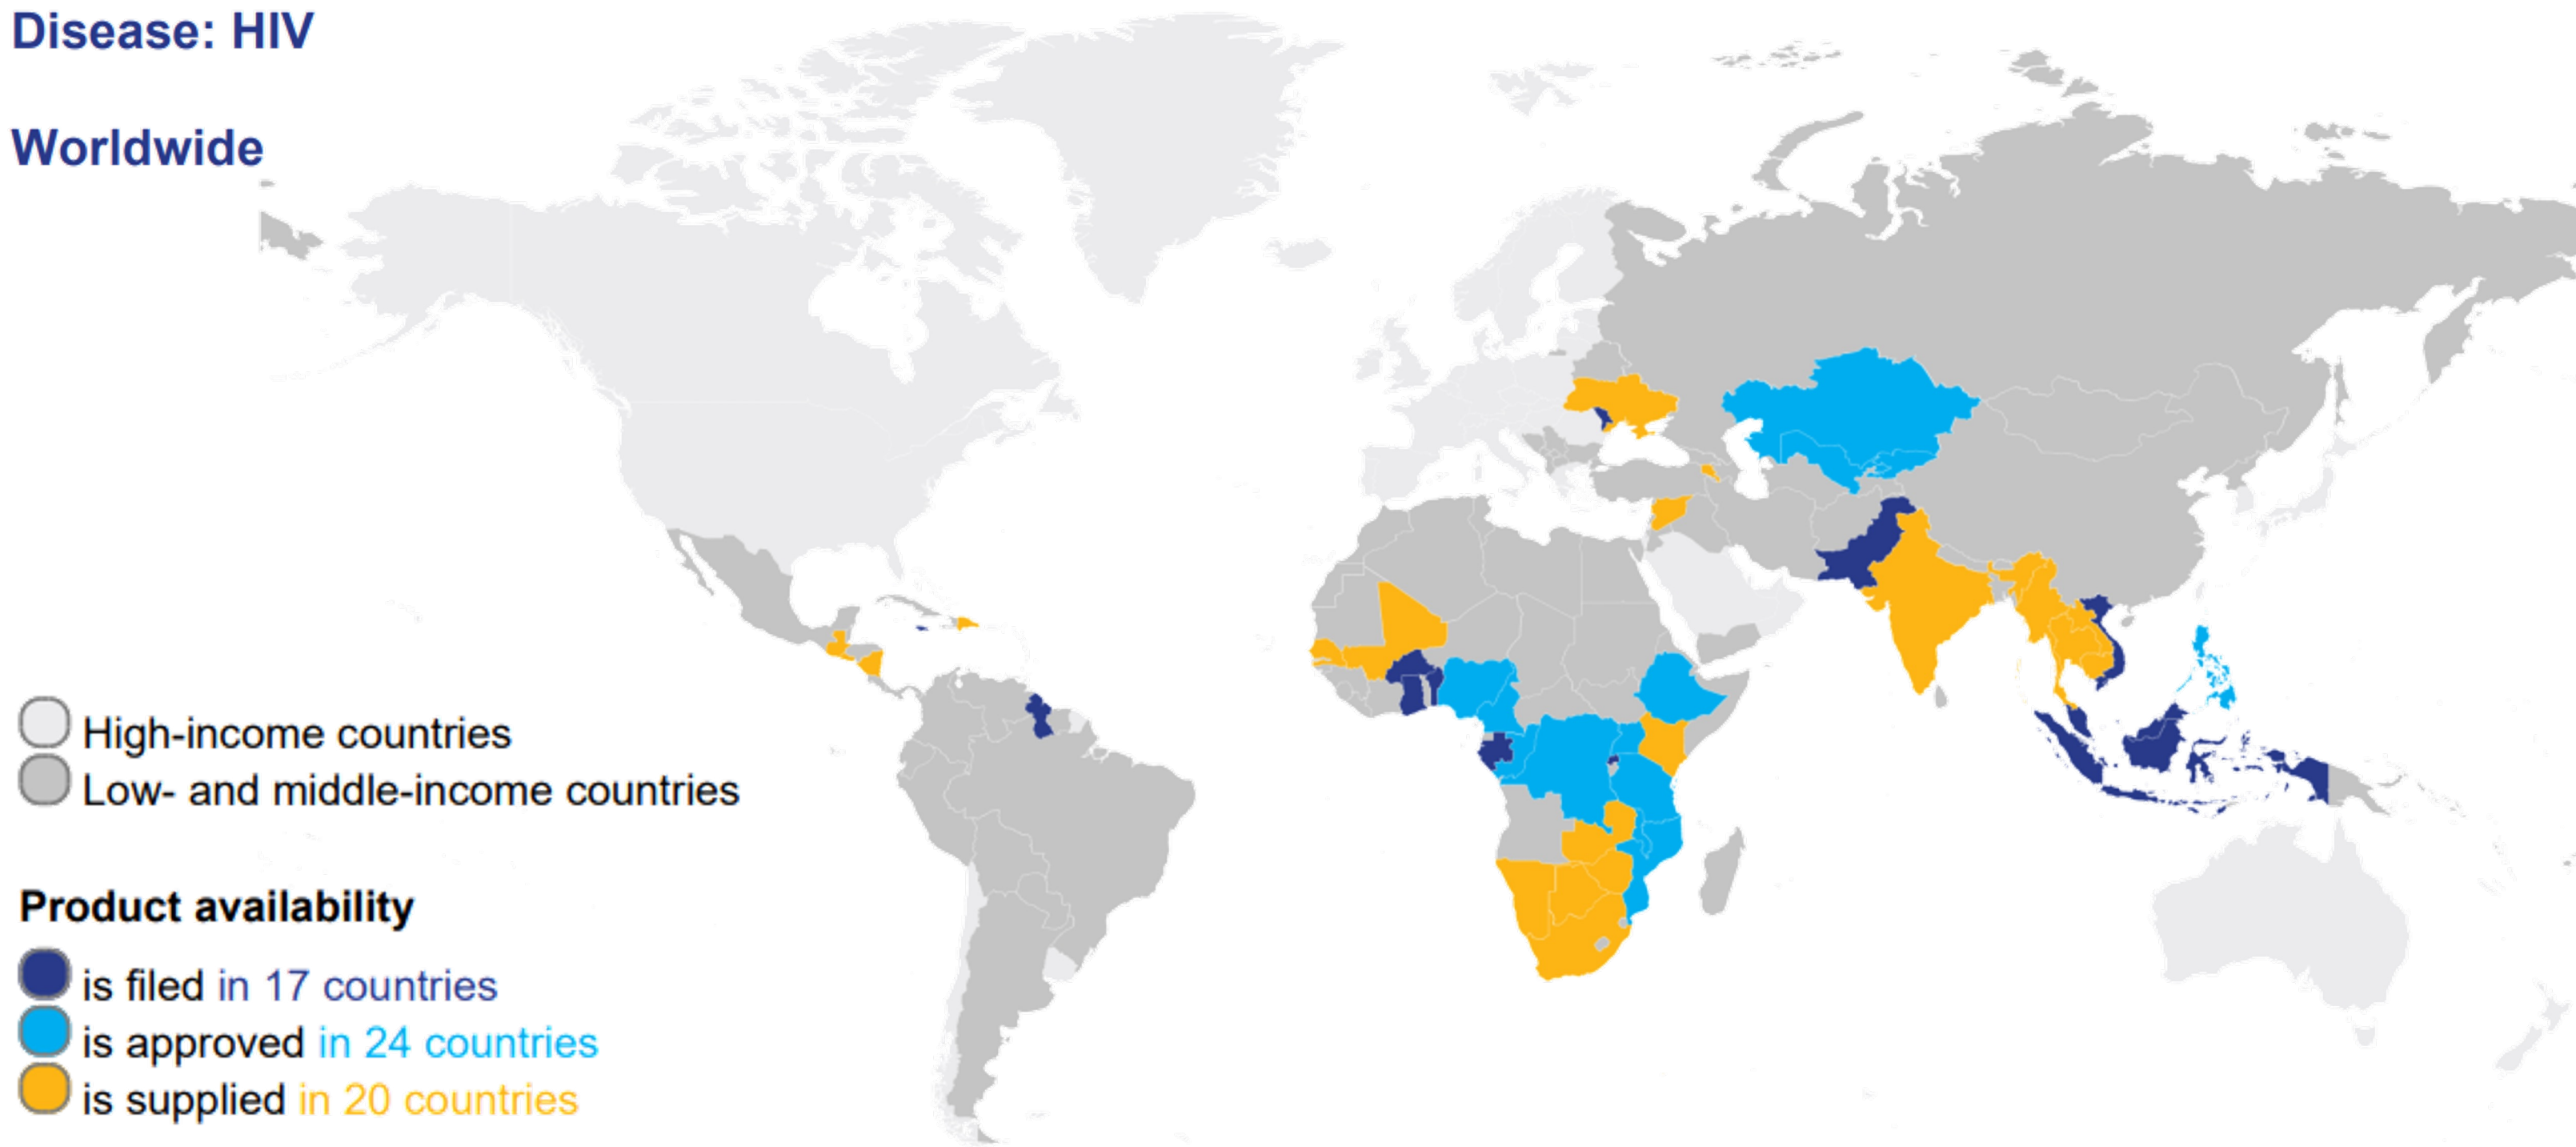 Disease: HIV
Worldwide
High-income countries
Low- and middle-income countries
Product availability
is filed in 17 countries
is approved in 24 countries
is supplied in 20 countries